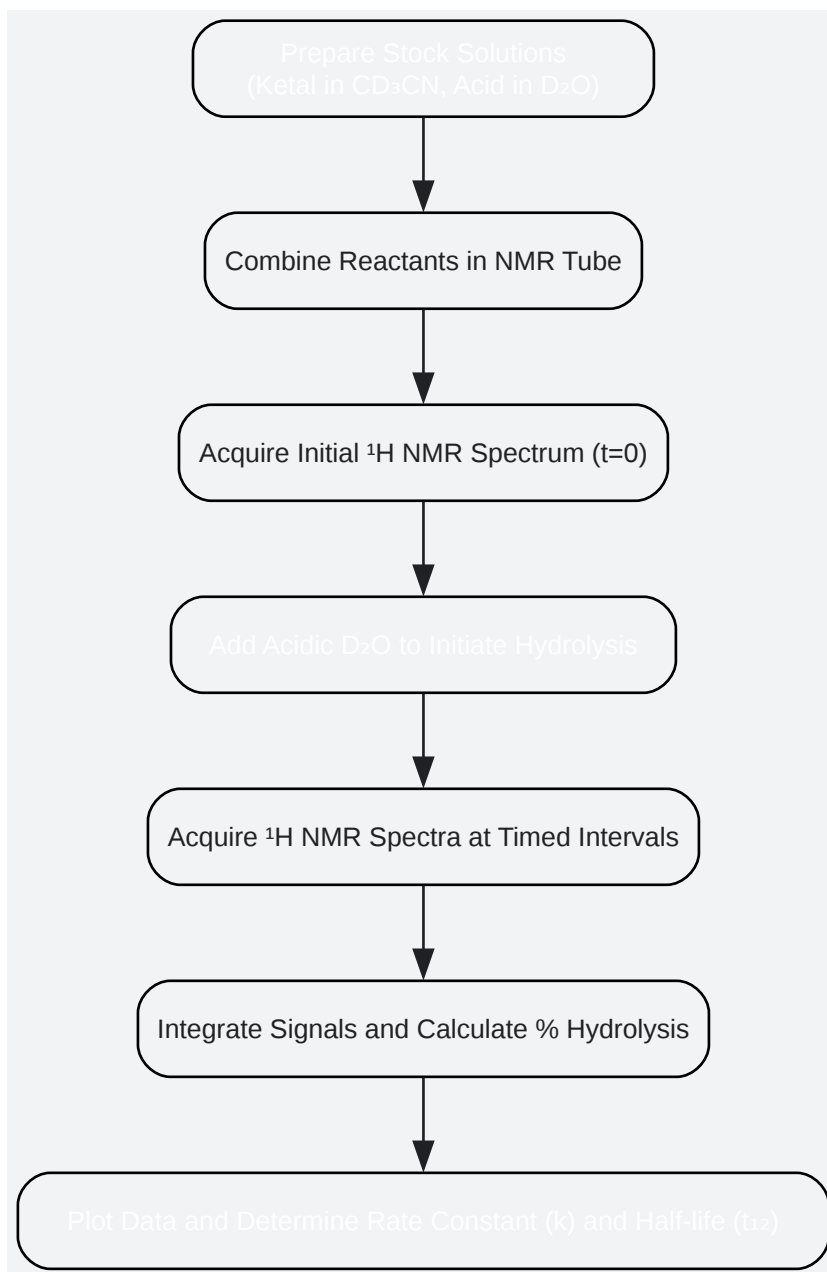 Prepare Stock Solutions
(Ketal in CD₃CN, Acid in D₂O)
Combine Reactants in NMR Tube
Acquire Initial ¹H NMR Spectrum (t=0)
Add Acidic D₂O to Initiate Hydrolysis
Acquire ¹H NMR Spectra at Timed Intervals
Integrate Signals and Calculate % Hydrolysis
Plot Data and Determine Rate Constant (k) and Half-life (t₁₂)